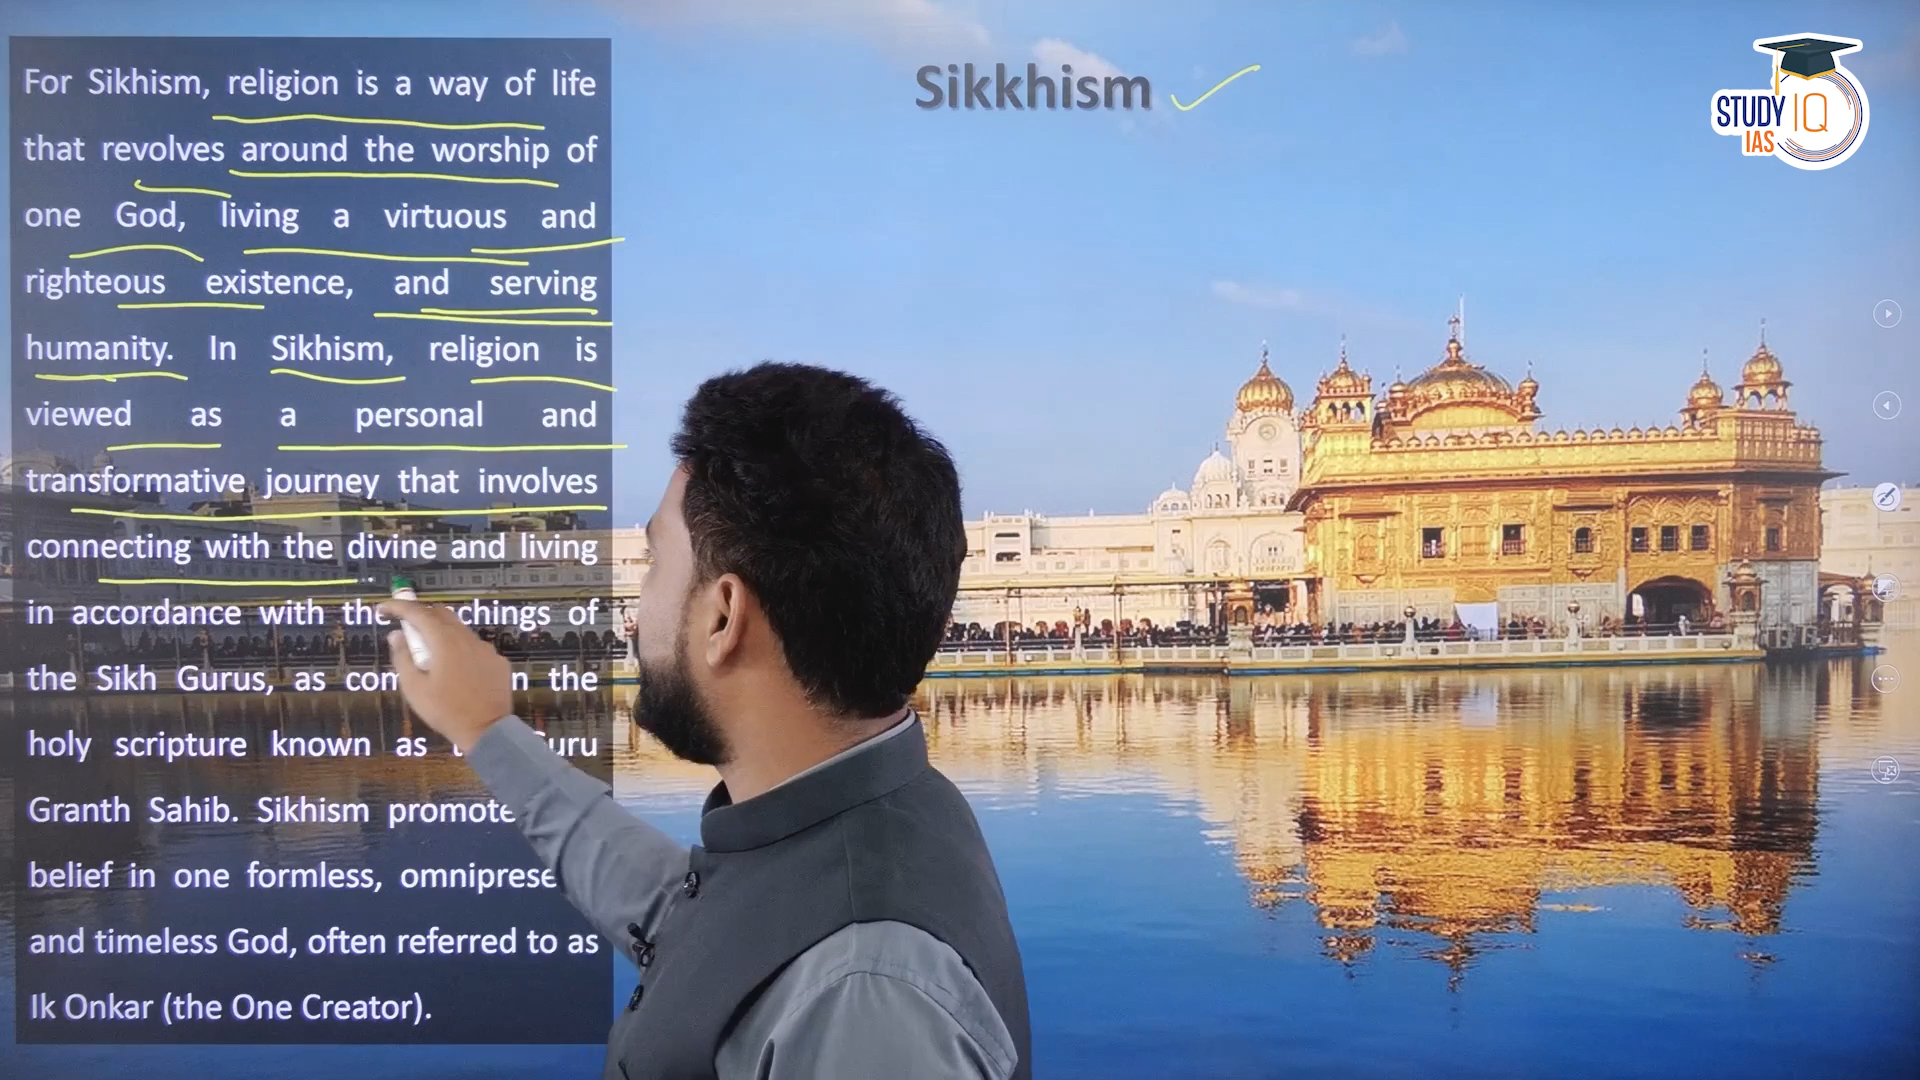 Sikkhism
STUDY IQ
IAS
For Sikhism, religion is a way of life
that revolves around the worship of
one God, living a virtuous and
righteous existence, and serving
humanity. In Sikhism, religion is
viewed as a personal and
transformative journey that involves
connecting with the divine and living
in accordance with the of
the Sikh Gurus, as the
holy scripture known as
Granth Sahib. Sikhism
belief in one formless,
and timeless God, often referred to as
Ik Onkar (the One Creator).